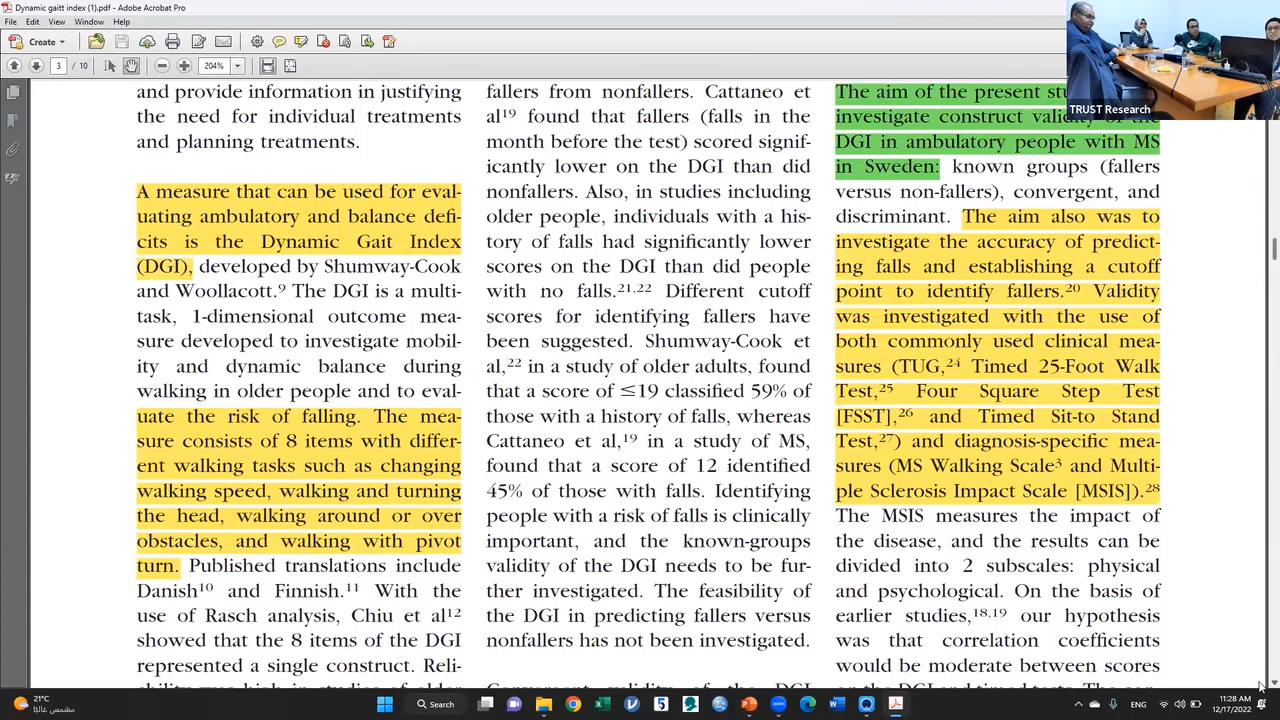 Dynamic gaitt index (1).pdf - Adobe Acrobat Pro
File Edit View Window Help
Create
3 / 10
204%
TRUST Research
and provide information in justifying
the need for individual treatments
and planning treatments.
A measure that can be used for eval-
uating ambulatory and balance defi-
cits is the Dynamic Gait Index
(DGI), developed by Shumway-Cook
and Woollacott.9 The DGI is a multi-
task, 1-dimensional outcome mea-
sure developed to investigate mobil-
ity and dynamic balance during
walking in older people and to eval-
uate the risk of falling. The mea-
sure consists of 8 items with differ-
ent walking tasks such as changing
walking speed, walking and turning
the head, walking around or over
obstacles, and walking with pivot
turn. Published translations include
Danish10 and Finnish.11 With the
use of Rasch analysis, Chiu et al12
showed that the 8 items of the DGI
represented a single construct. Reli-
fallers from nonfallers. Cattaneo et
al19 found that fallers (falls in the
month before the test) scored signif-
icantly lower on the DGI than did
nonfallers. Also, in studies including
older people, individuals with a his-
tory of falls had significantly lower
scores on the DGI than did people
with no falls.21,22 Different cutoff
scores for identifying fallers have
been suggested. Shumway-Cook et
al,22 in a study of older adults, found
that a score of ≤19 classified 59% of
those with a history of falls, whereas
Cattaneo et al,19 in a study of MS,
found that a score of 12 identified
45% of those with falls. Identifying
people with a risk of falls is clinically
important, and the known-groups
validity of the DGI needs to be fur-
ther investigated. The feasibility of
the DGI in predicting fallers versus
nonfallers has not been investigated.
The aim of the present
investigate construct validity of the
DGI in ambulatory people with MS
in Sweden: known groups (fallers
versus non-fallers), convergent, and
discriminant. The aim also was to
investigate the accuracy of predict-
ing falls and establishing a cutoff
point to identify fallers.20 Validity
was investigated with the use of
both commonly used clinical mea-
sures (TUG,24 Timed 25-Foot Walk
Test,25 Four Square Step Test
[FSST],26 and Timed Sit-to Stand
Test,27) and diagnosis-specific mea-
sures (MS Walking Scale3 and Multi-
ple Sclerosis Impact Scale [MSIS]).28
The MSIS measures the impact of
the disease, and the results can be
divided into 2 subscales: physical
and psychological. On the basis of
earlier studies,18,19 our hypothesis
was that correlation coefficients
would be moderate between scores
21°C
مشمس غالبًا
Search
ENG
11:28 AM
12/17/2022